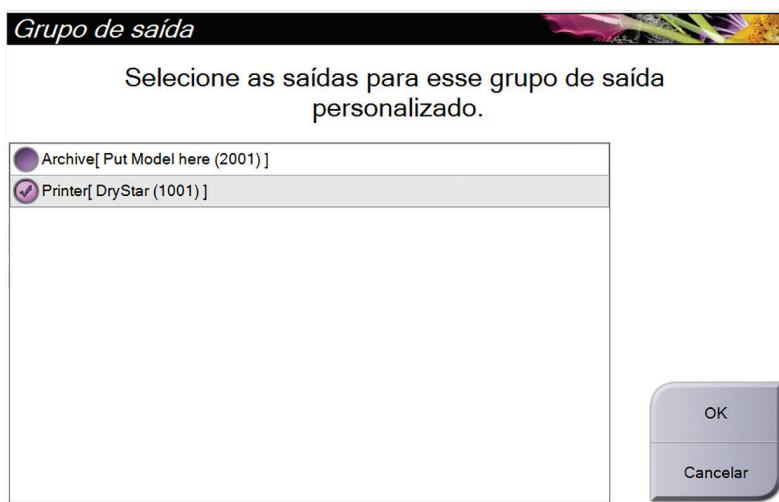 Grupo de saída
Selecione as saídas para esse grupo de saída
personalizado.
Archive[ Put Model here (2001) ]
Printer[ DryStar (1001) ]
OK
Cancelar